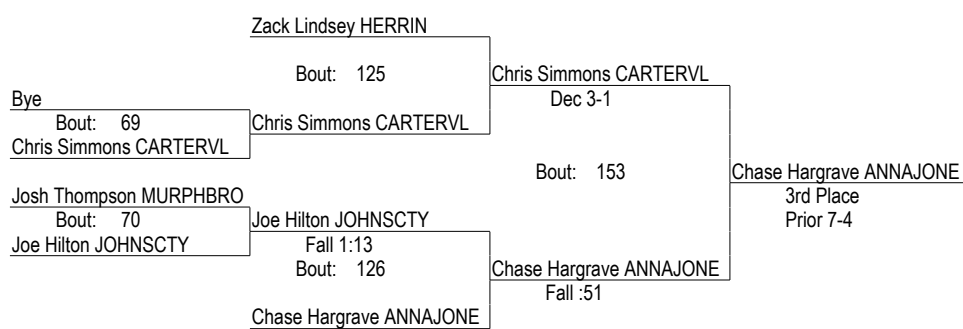 Zack Lindsey HERRIN
Bout: 125
Chris Simmons CARTERVL
Dec 3-1
Bye
Bout: 69
Chris Simmons CARTERVL
Chris Simmons CARTERVL
Bout: 153
Chase Hargrave ANNAJONE
3rd Place
Prior 7-4
Josh Thompson MURPHBRO
Bout: 70
Joe Hilton JOHNSCTY
Joe Hilton JOHNSCTY
Fall 1:13
Bout: 126
Chase Hargrave ANNAJONE
Fall :51
Chase Hargrave ANNAJONE